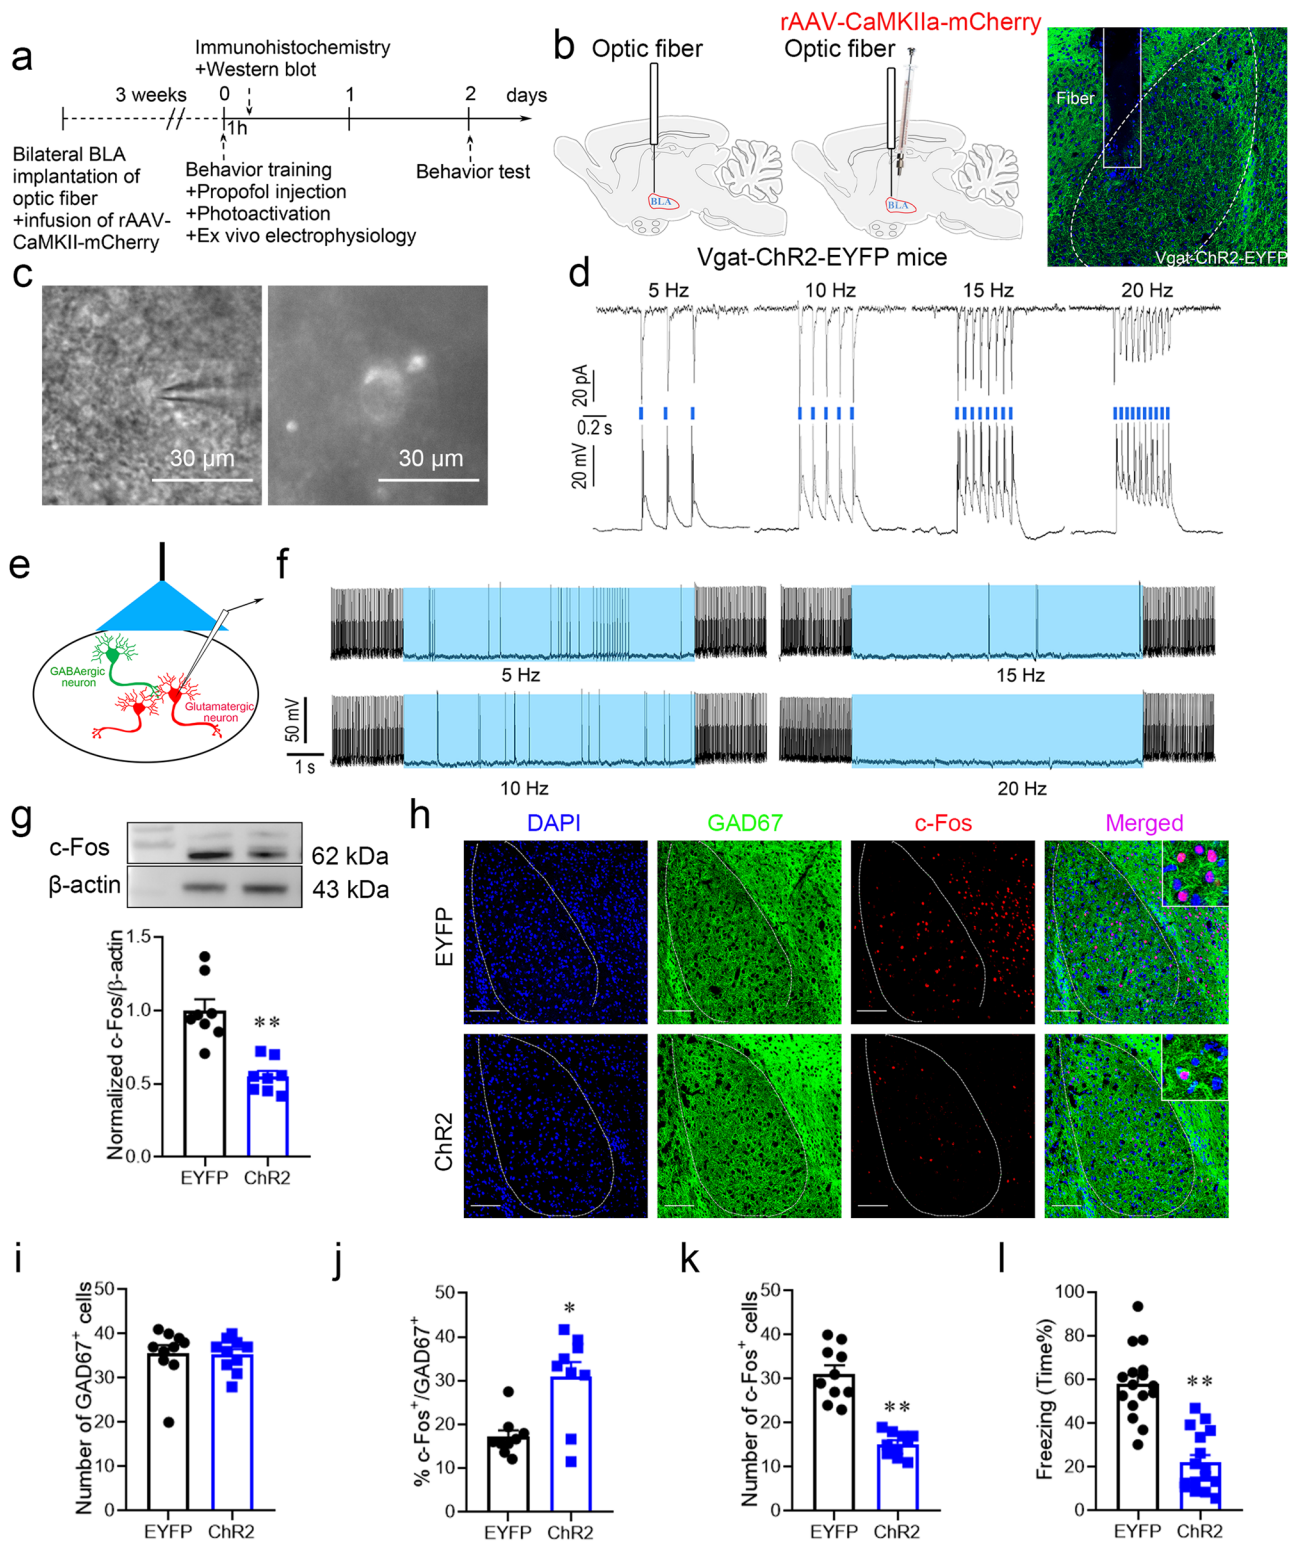 a
Immunohistochemistry
+Western blot
3 weeks
0
1
2
days
1h
Bilateral BLA
implantation of
optic fiber
+infusion of rAAV-
CaMKII-mCherry
Behavior training
+Propofol injection
+Photoactivation
+Ex vivo electrophysiology
Behavior test
b
Optic fiber
rAAV-CaMKIIa-mCherry
Optic fiber
BLA
BLA
Vgat-ChR2-EYFP mice
Fiber
Vgat-ChR2-EYFP
c
30 μm
30 μm
d
5 Hz
10 Hz
15 Hz
20 Hz
20 pA
0.2 s
20 mV
e
GABAergic
neuron
Glutamatergic
neuron
f
5 Hz
15 Hz
50 mV
1 s
10 Hz
20 Hz
g
c-Fos
62 kDa
β-actin
43 kDa
Normalized c-Fos/β-actin
1.5
1.0
0.5
0.0
**
EYFP
ChR2
h
DAPI
GAD67
c-Fos
Merged
EYFP
ChR2
i
Number of GAD67+ cells
50
40
30
20
10
0
EYFP
ChR2
j
% c-Fos+/GAD67+
50
40
30
20
10
0
*
EYFP
ChR2
k
Number of c-Fos+ cells
50
40
30
20
10
0
**
EYFP
ChR2
l
Freezing (Time%)
100
80
60
40
20
0
**
EYFP
ChR2